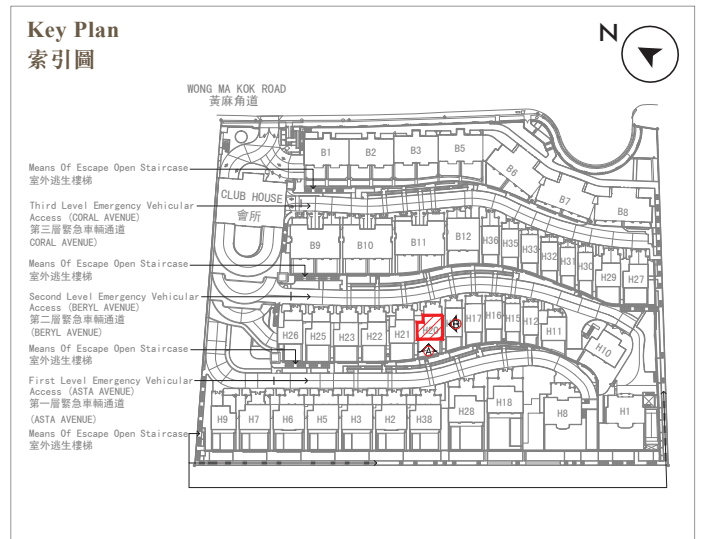 Key Plan
索引圖
N
WONG MA KOK ROAD
黃麻角道
Means Of Escape Open Staircase
室外逃生樓梯
CLUB HOUSE
會所
Third Level Emergency Vehicular
Access (CORAL AVENUE)
第三層緊急車輛通道
CORAL AVENUE)
Means Of Escape Open Staircase
室外逃生樓梯
Second Level Emergency Vehicular
Access (BERYL AVENUE)
第二層緊急車輛通道
(BERYL AVENUE)
Means Of Escape Open Staircase
室外逃生樓梯
First Level Emergency Vehicular
Access (ASTA AVENUE)
第一層緊急車輛通道
(ASTA AVENUE)
Means Of Escape Open Staircase
室外逃生樓梯
B1 B2 B3 B5
B6 B7 B8
B9 B10 B11 B12 H36 H35 H33 H32 H31 H30 H29 H27
H26 H25 H23 H22 H21 H20 B H17 H16 H15 H12 H11 H10
A
H9 H7 H6 H5 H3 H2 H38 H28 H18 H8 H1